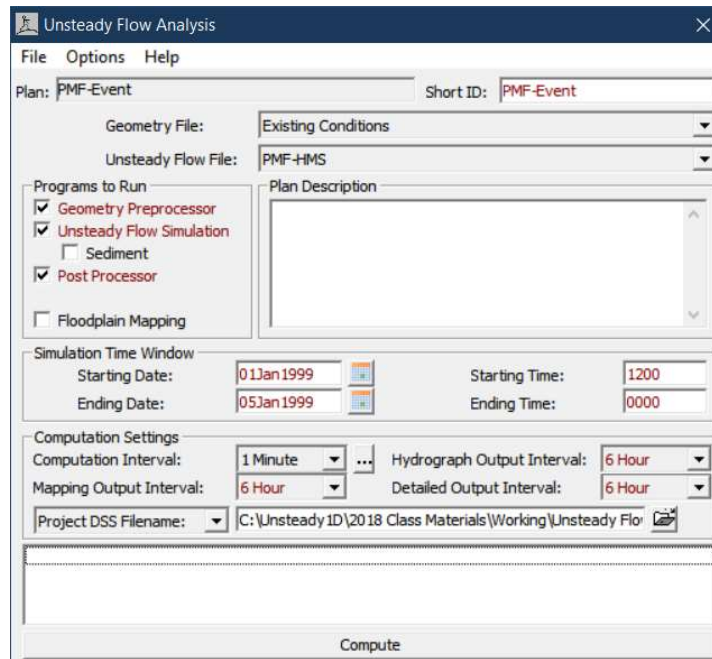 Unsteady Flow Analysis
File Options Help
Plan: PMF-Event Short ID: PMF-Event
Geometry File: Existing Conditions
Unsteady Flow File: PMF-HMS
Programs to Run Plan Description
Geometry Preprocessor
Unsteady Flow Simulation
Sediment
Post Processor
Floodplain Mapping
Simulation Time Window
Starting Date: 01Jan1999 Starting Time: 1200
Ending Date: 05Jan1999 Ending Time: 0000
Computation Settings
Computation Interval: 1 Minute ... Hydrograph Output Interval: 6 Hour
Mapping Output Interval: 6 Hour Detailed Output Interval: 6 Hour
Project DSS Filename: C:\Unsteady1D\2018 Class Materials\Working\Unsteady Flo
Compute